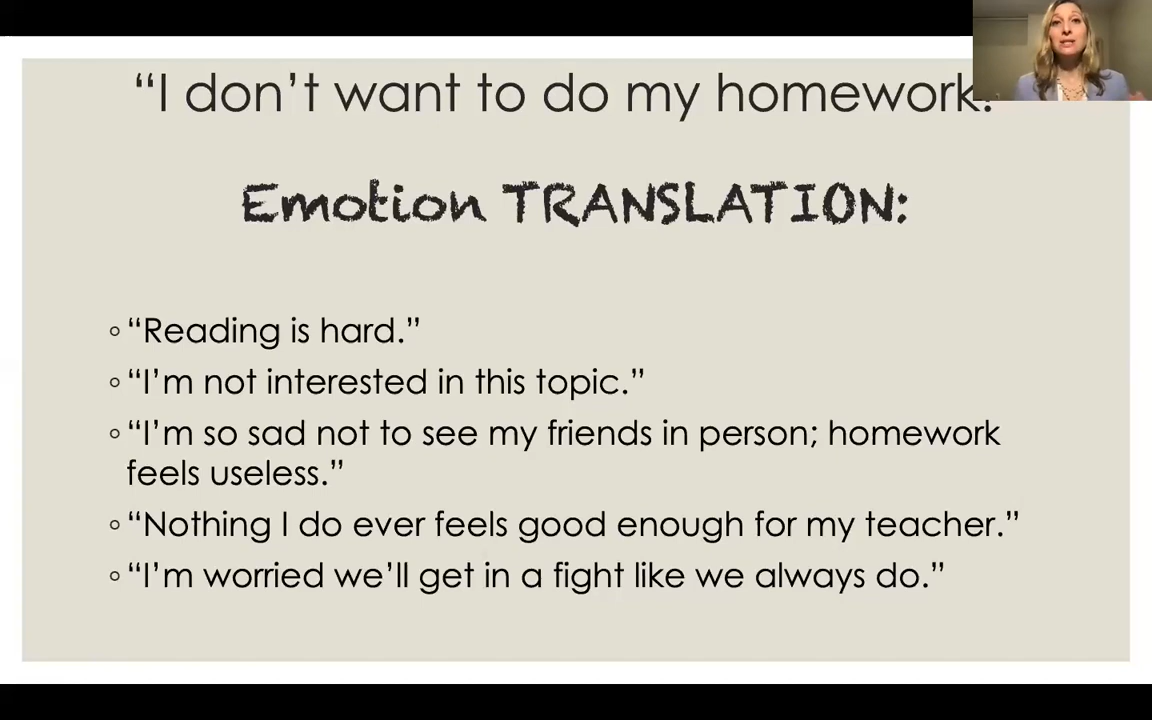 “I don’t want to do my homework.
Emotion TRANSLATION:
◦“Reading is hard.”
◦“I’m not interested in this topic.”
◦“I’m so sad not to see my friends in person; homework
feels useless.”
◦“Nothing I do ever feels good enough for my teacher.”
◦“I’m worried we’ll get in a fight like we always do.”